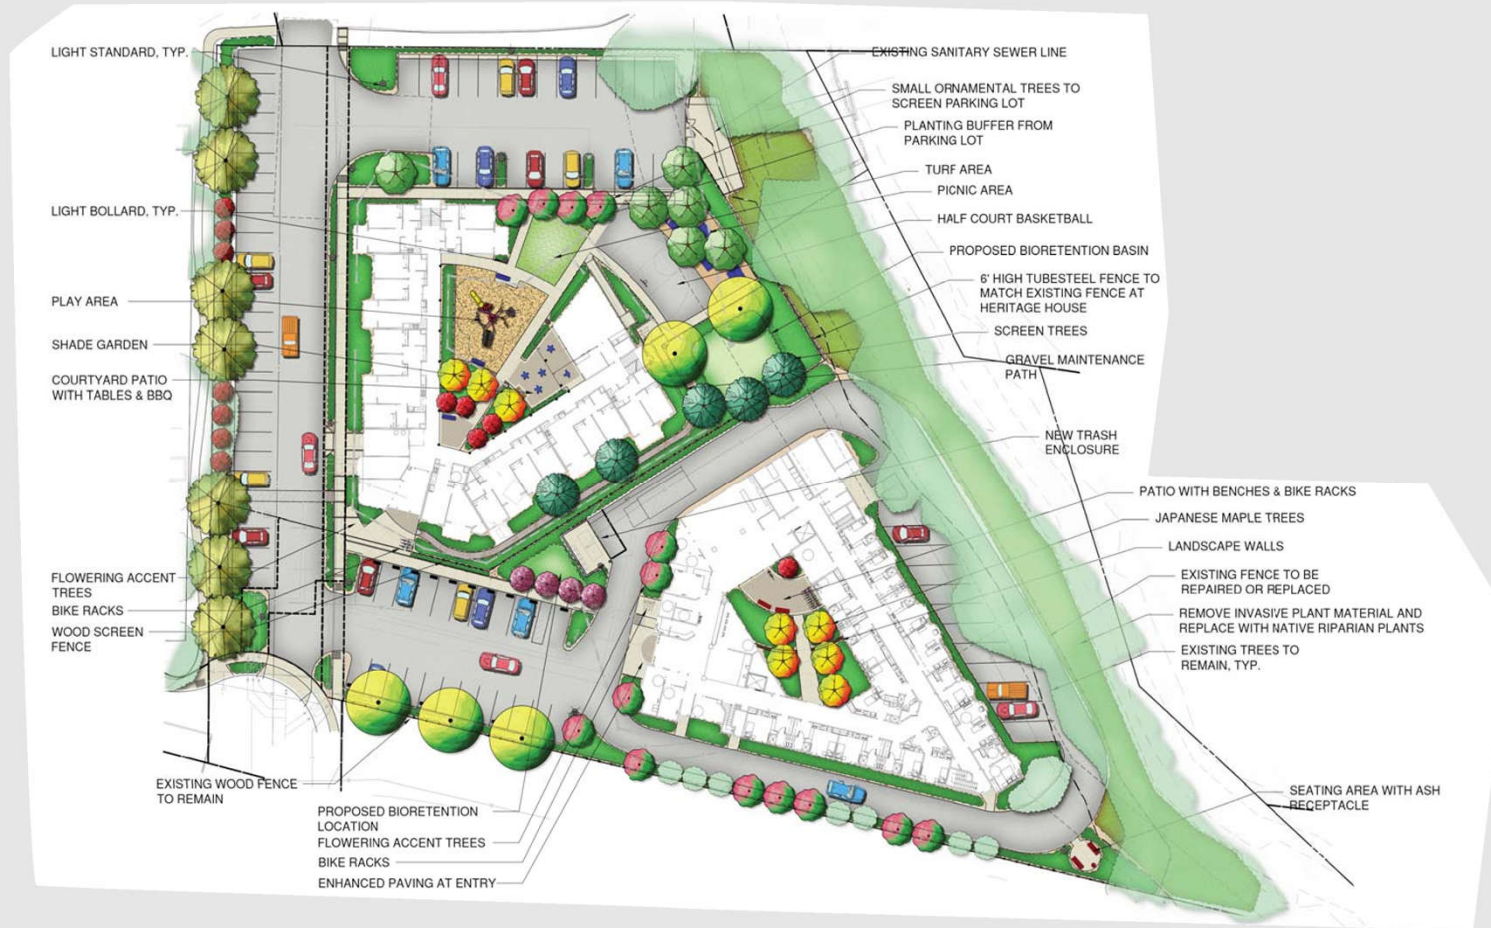 LIGHT STANDARD, TYP.
LIGHT BOLLARD, TYP.
PLAY AREA
SHADE GARDEN
COURTYARD PATIO
WITH TABLES & BBQ
FLOWERING ACCENT
TREES
BIKE RACKS
WOOD SCREEN
FENCE
EXISTING WOOD FENCE
TO REMAIN
PROPOSED BIORETENTION
LOCATION
FLOWERING ACCENT TREES
BIKE RACKS
ENHANCED PAVING AT ENTRY
EXISTING SANITARY SEWER LINE
SMALL ORNAMENTAL TREES TO
SCREEN PARKING LOT
PLANTING BUFFER FROM
PARKING LOT
TURF AREA
PICNIC AREA
HALF COURT BASKETBALL
PROPOSED BIORETENTION BASIN
6' HIGH TUBESTEEL FENCE TO
MATCH EXISTING FENCE AT
HERITAGE HOUSE
SCREEN TREES
GRAVEL MAINTENANCE
PATH
NEW TRASH
ENCLOSURE
PATIO WITH BENCHES & BIKE RACKS
JAPANESE MAPLE TREES
LANDSCAPE WALLS
EXISTING FENCE TO BE
REPAIRED OR REPLACED
REMOVE INVASIVE PLANT MATERIAL AND
REPLACE WITH NATIVE RIPARIAN PLANTS
EXISTING TREES TO
REMAIN, TYP.
SEATING AREA WITH ASH
RECEPTACLE